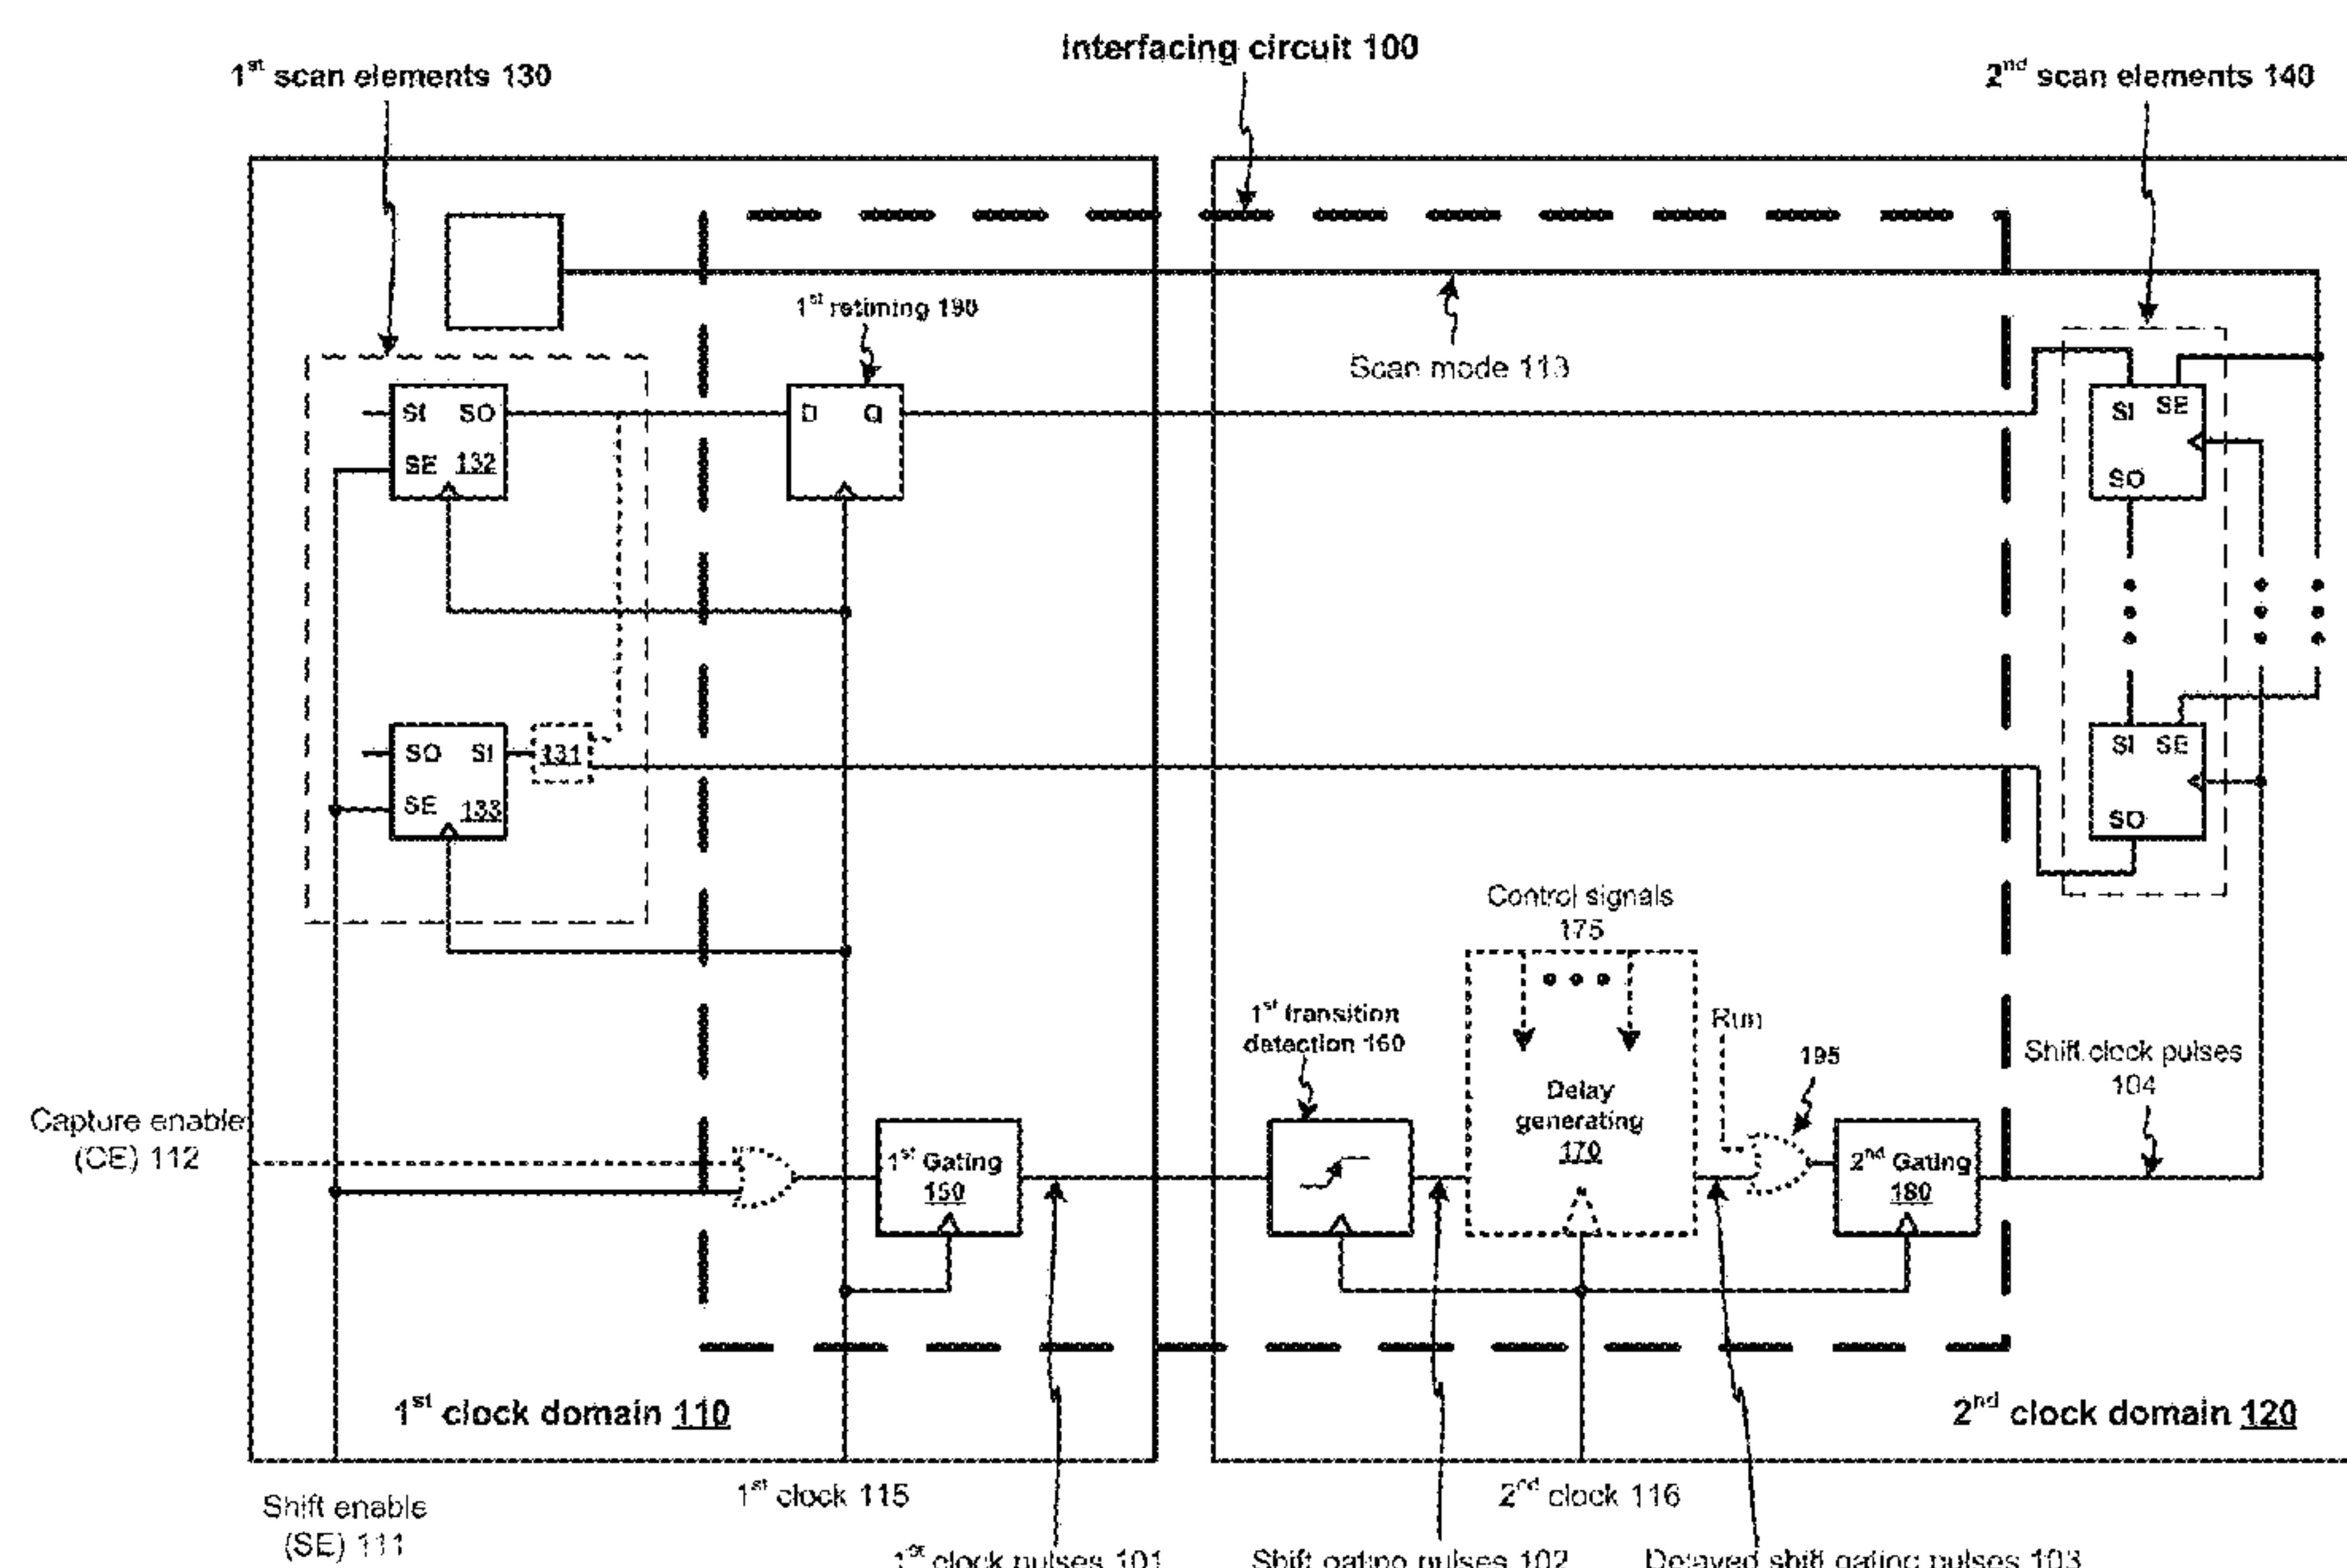 Interfacing circuit 100
1st scan elements 130
2nd scan elements 140
1st retiming 190
Scan mode 113
SI SO
SE 132
D Q
SI SE
SO
SO SI
131
SE 133
SI SE
SO
Control signals
175
1st transition
detection 160
Run
195
Delay
generating
170
Shift clock pulses
104
Capture enable
(CE) 112
1st Gating
150
2nd Gating
180
1st clock domain 110
2nd clock domain 120
1st clock 115
2nd clock 116
Shift enable
(SE) 111
1st clock pulses 101
Shift gating pulses 102
Delayed shift gating pulses 103